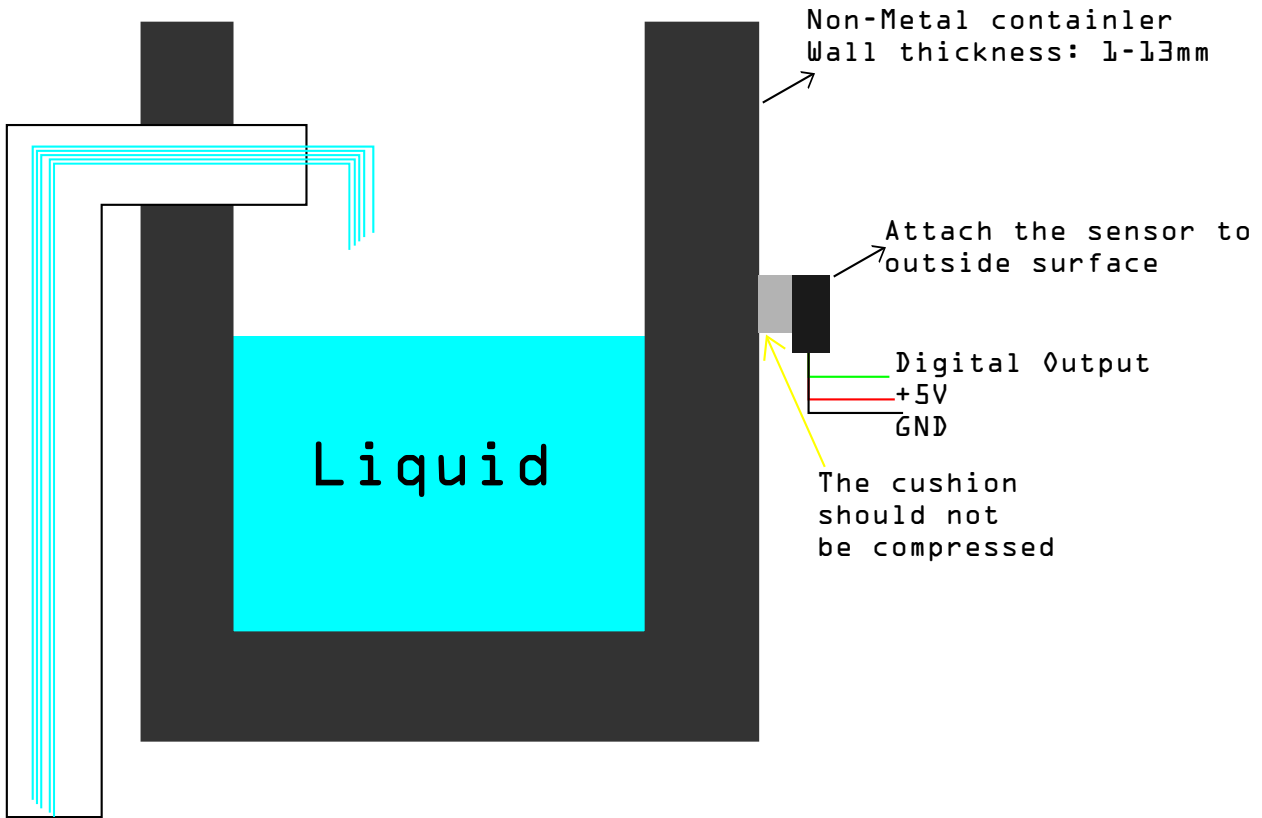 Non-Metal containler
Wall thickness: 1-13mm
Attach the sensor to
outside surface
Digital Output
+5V
GND
Liquid
The cushion
should not
be compressed